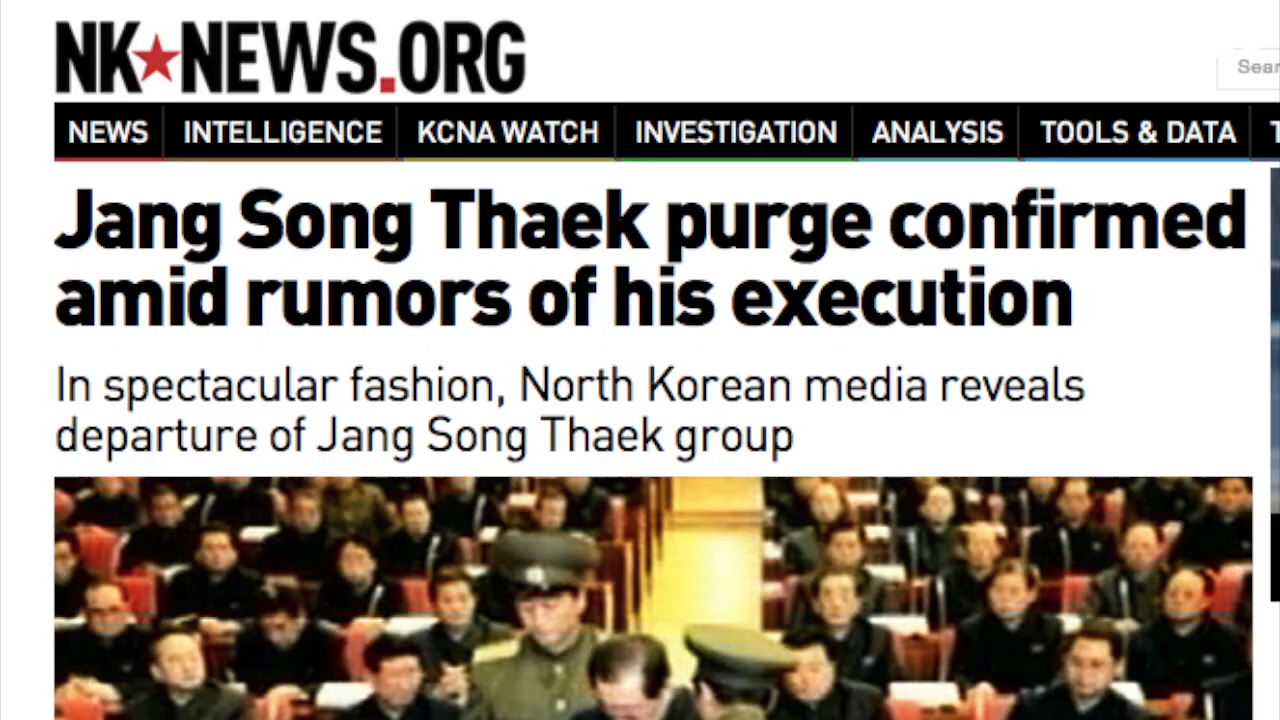 NK★NEWS.ORG
Sear
NEWS INTELLIGENCE KCNA WATCH INVESTIGATION ANALYSIS TOOLS & DATA T
Jang Song Thaek purge confirmed
amid rumors of his execution
In spectacular fashion, North Korean media reveals
departure of Jang Song Thaek group